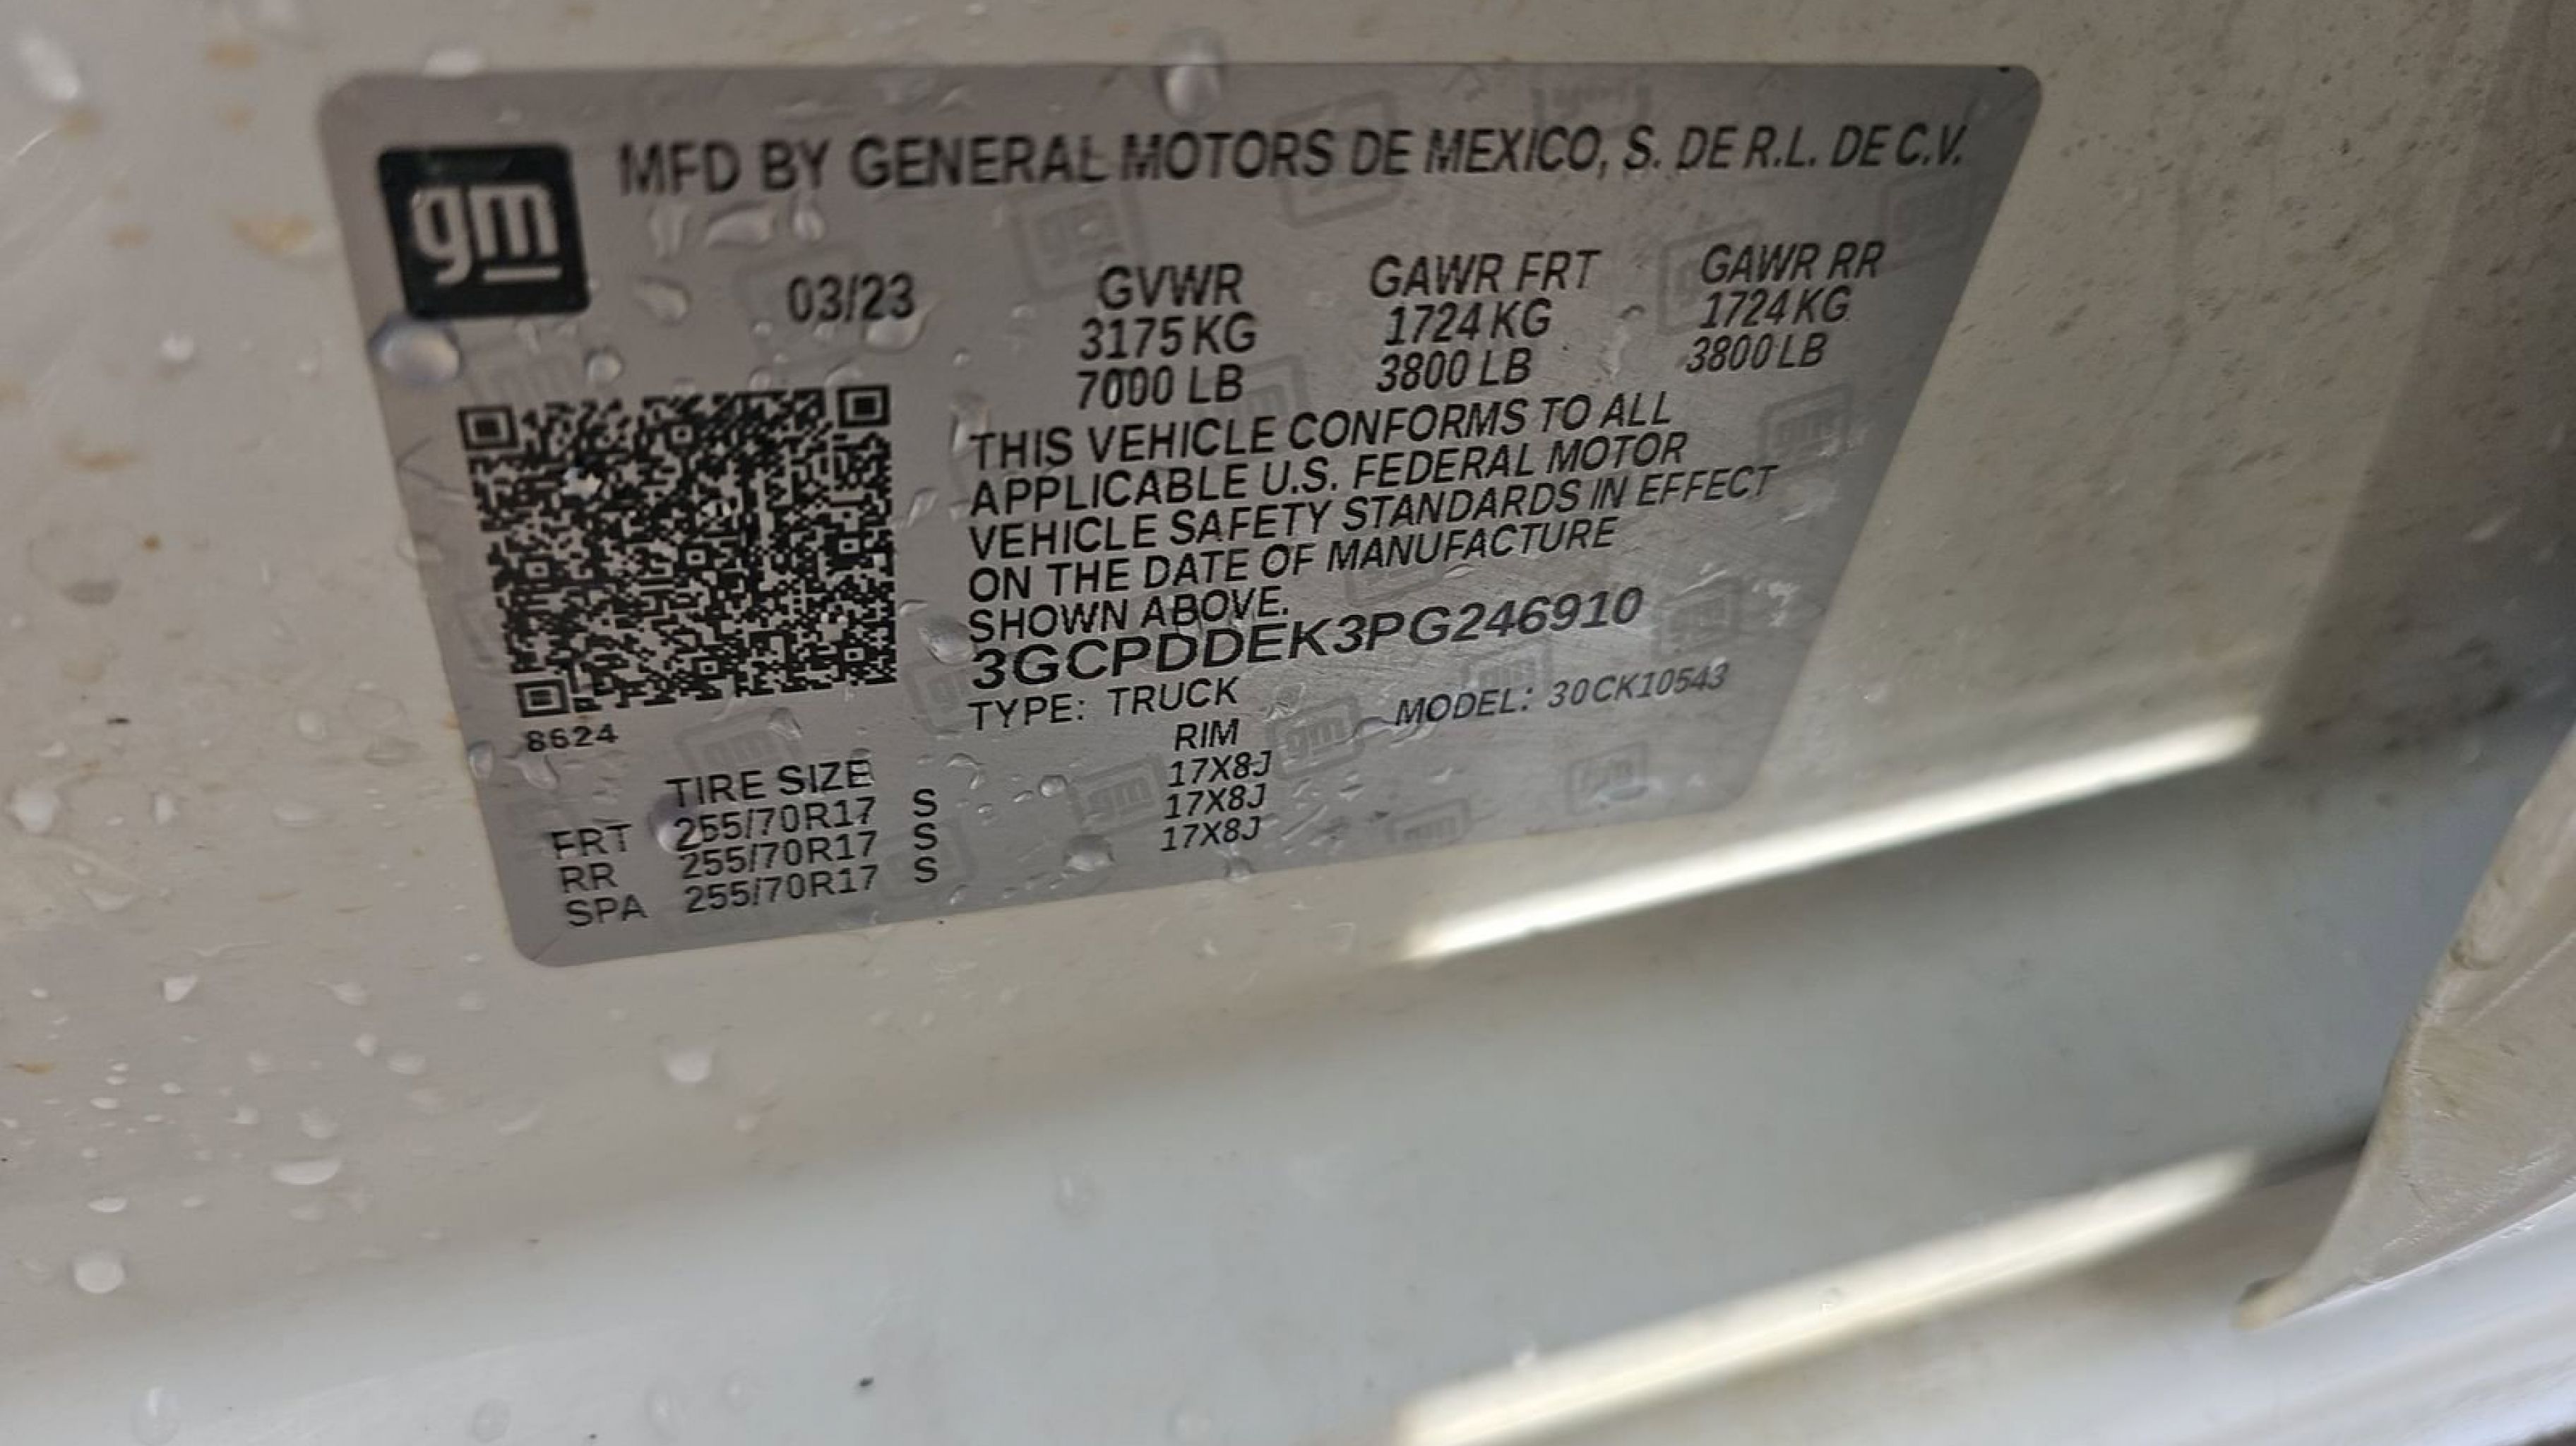 gm
MFD BY GENERAL MOTORS DE MEXICO, S. DE R.L. DE C.V.
03/23 GVWR GAWR FRT GAWR RR
3175 KG 1724 KG 1724 KG
7000 LB 3800 LB 3800 LB
THIS VEHICLE CONFORMS TO ALL
APPLICABLE U.S. FEDERAL MOTOR
VEHICLE SAFETY STANDARDS IN EFFECT
ON THE DATE OF MANUFACTURE
SHOWN ABOVE.
3GCPDDEK3PG246910
TYPE: TRUCK MODEL: 30CK10543
8624
TIRE SIZE RIM
FRT 255/70R17 S 17X8J
RR 255/70R17 S 17X8J
SPA 255/70R17 S 17X8J